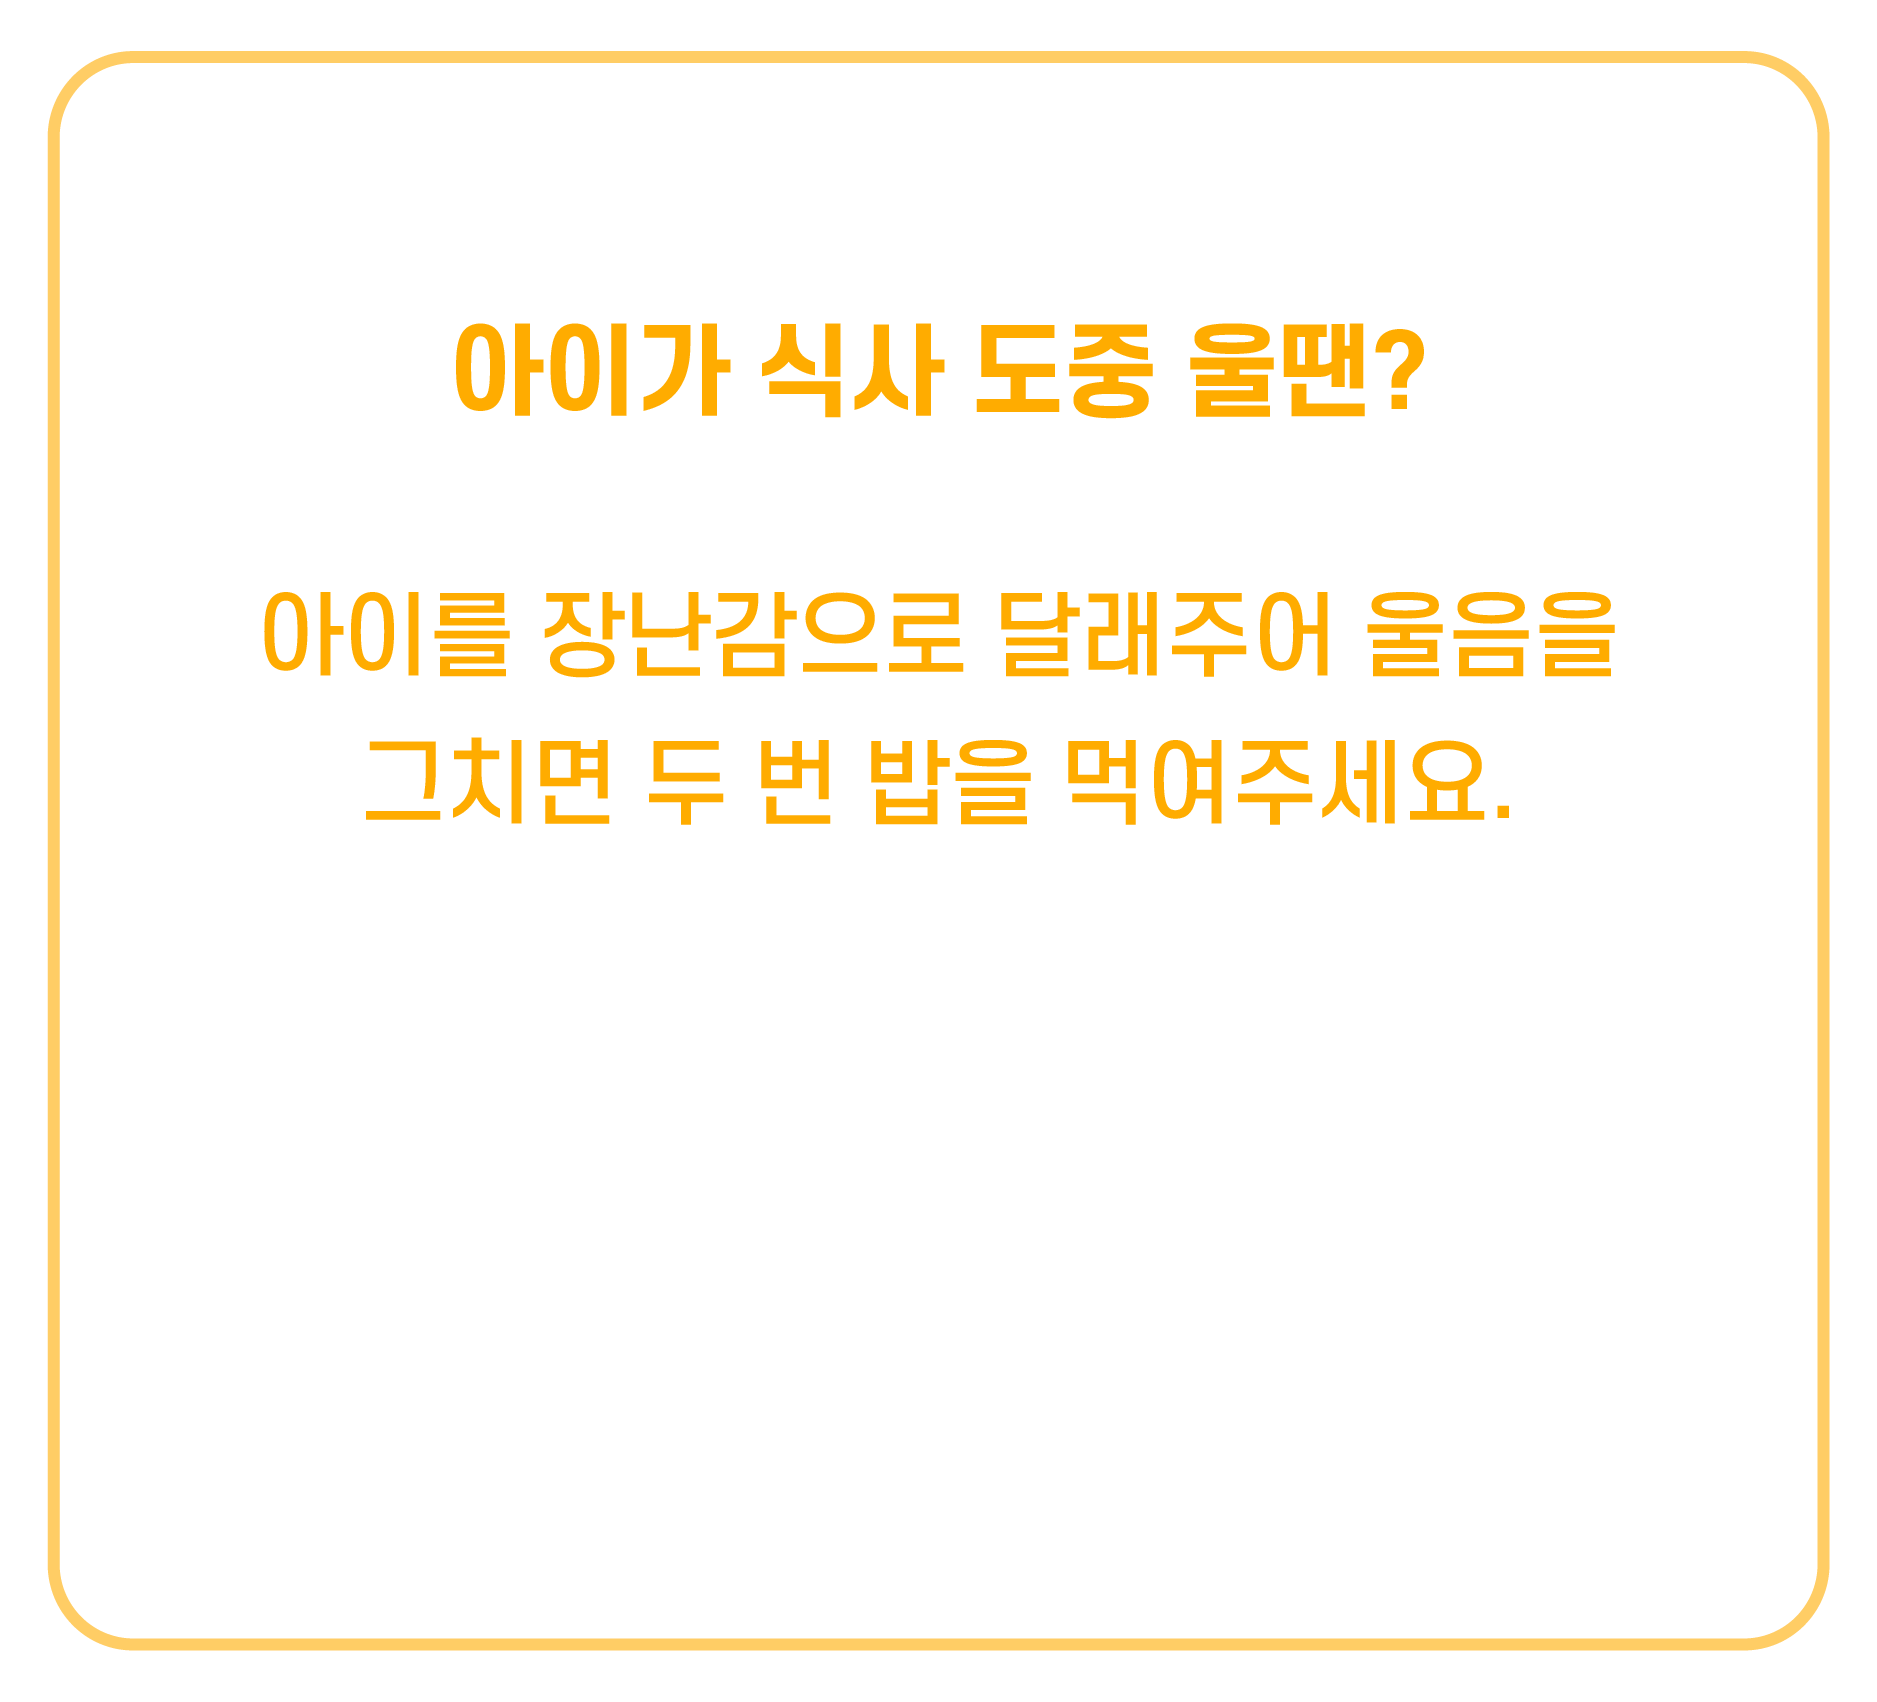 아이가 식사 도중 울땐?
아이를 장난감으로 달래주어 울음을
그치면 두 번 밥을 먹여주세요.